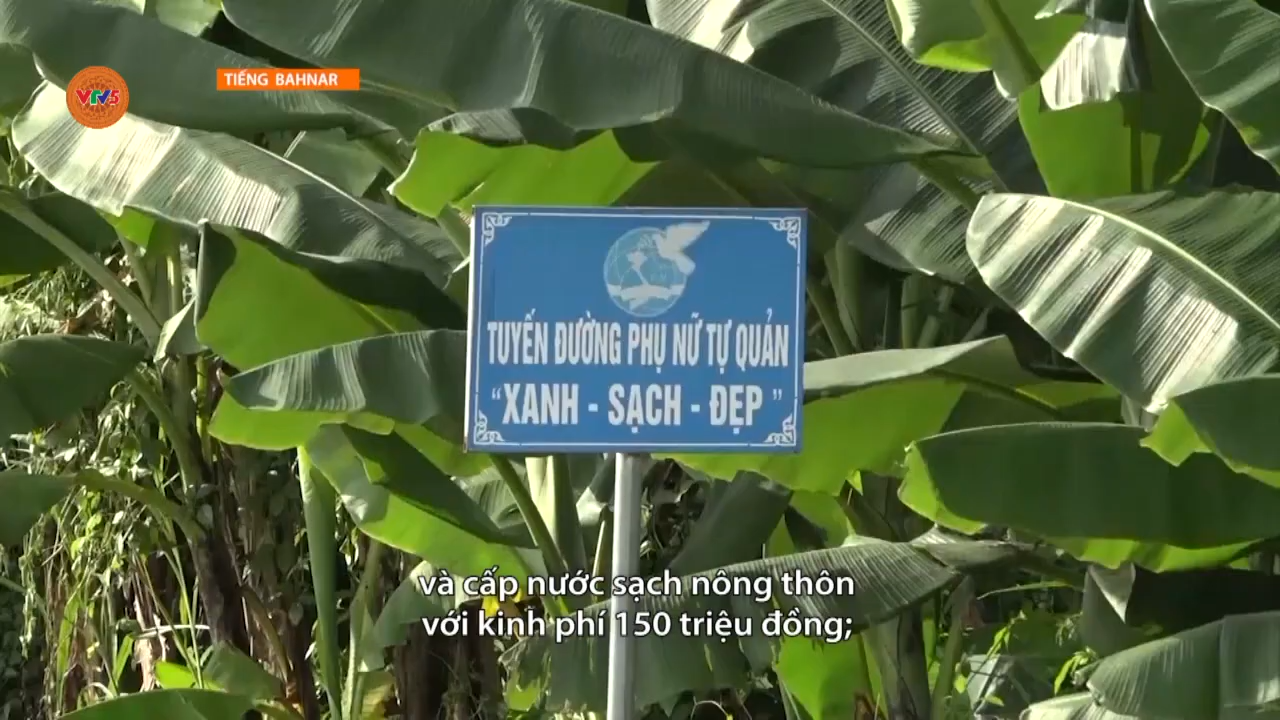 VTV5
TIẾNG BAHNAR
TUYẾN ĐƯỜNG PHỤ NỮ TỰ QUẢN
“XANH - SẠCH - ĐẸP”
và cấp nước sạch nông thôn
với kinh phí 150 triệu đồng;